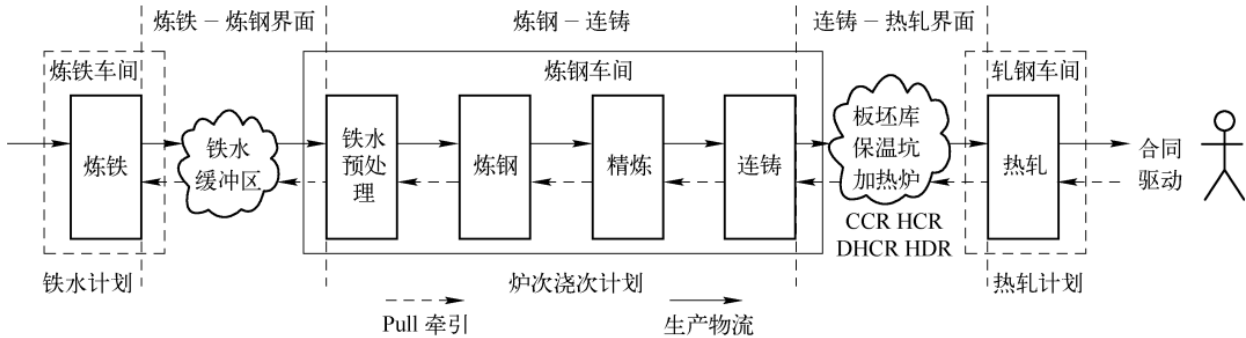 炼铁－炼钢界面
炼钢－连铸
连铸－热轧界面
炼铁车间
炼钢车间
轧钢车间
炼铁
铁水
缓冲区
铁水
预处
理
炼钢
精炼
连铸
板坯库
保温坑
加热炉
CCR HCR
DHCR HDR
热轧
合同
驱动
铁水计划
炉次浇次计划
热轧计划
Pull 牵引
生产物流